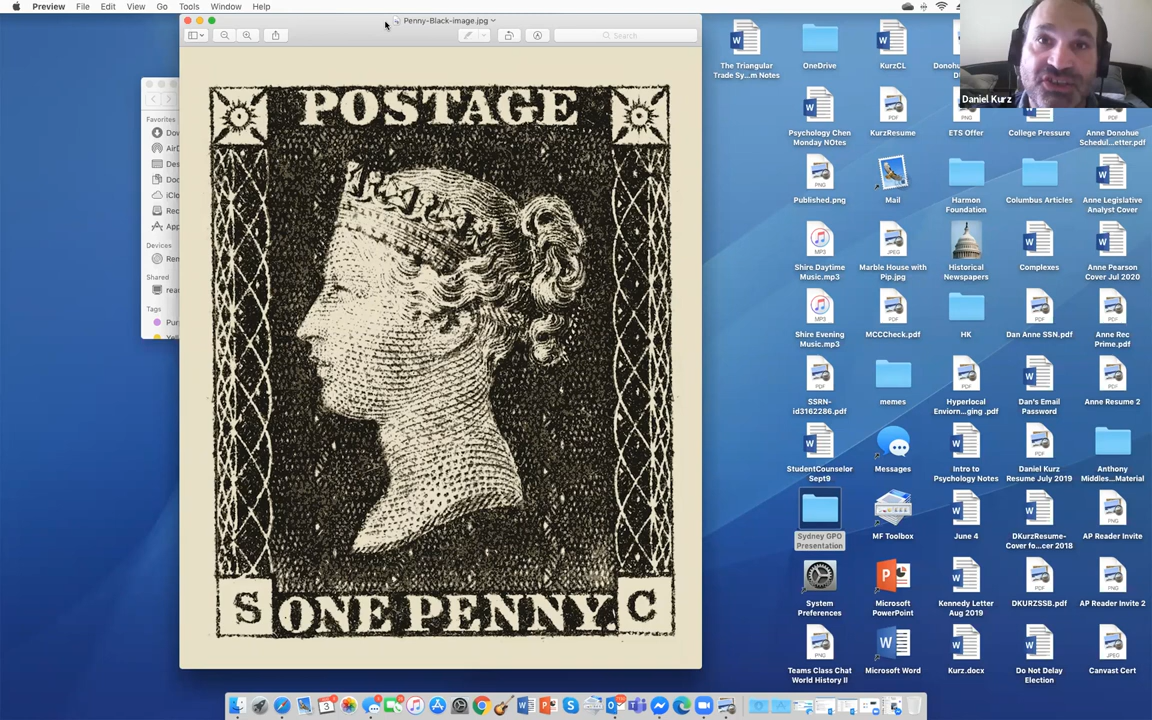 Preview File Edit View Go Tools Window Help
Penny-Black-image.jpg
Search
POSTAGE
S ONE PENNY. C
Favorites
Devices
Shared
Tags
Daniel Kurz
The Triangular Trade Sy...m Notes
OneDrive
KurzCL
Psychology Chen Monday NOtes
KurzResume
ETS Offer
College Pressure
Anne Donohue Schedul...etter.pdf
Published.png
Mail
Harmon Foundation
Columbus Articles
Anne Legislative Analyst Cover
Shire Daytime Music.mp3
Marble House with Pip.jpg
Historical Newspapers
Complexes
Anne Pearson Cover Jul 2020
Shire Evening Music.mp3
MCCCheck.pdf
HK
Dan Anne SSN.pdf
Anne Rec Prime.pdf
SSRN-id3162286.pdf
memes
Hyperlocal Enviorn...ging .pdf
Dan's Email Password
Anne Resume 2
StudentCounselor Sept9
Messages
Intro to Psychology Notes
Daniel Kurz Resume July 2019
Anthony Middles...Material
Sydney GPO Presentation
MF Toolbox
June 4
DKurzResume-Cover fo...cer 2018
AP Reader Invite
System Preferences
Microsoft PowerPoint
Kennedy Letter Aug 2019
DKURZSSB.pdf
AP Reader Invite 2
Teams Class Chat World History II
Microsoft Word
Kurz.docx
Do Not Delay Election
Canvast Cert